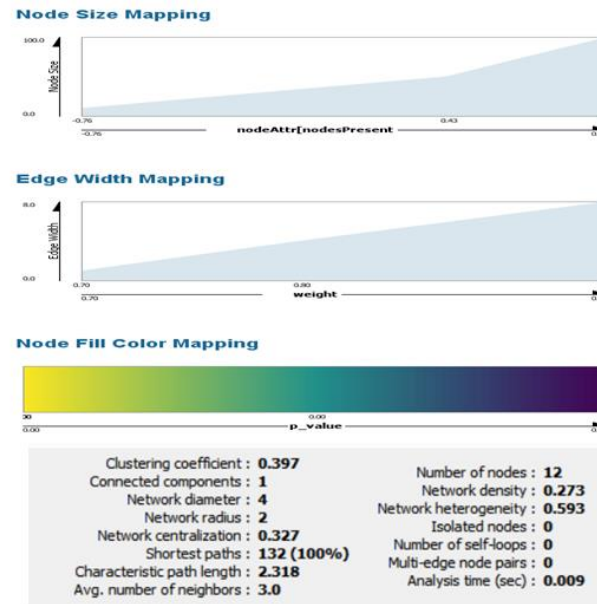 Node Size Mapping
100.0
Node Size
0.0
-0.76
0.43
-0.76
nodeAttr[nodesPresent
Edge Width Mapping
8.0
Edge Width
0.0
0.70
0.80
0.70
weight
Node Fill Color Mapping
0.00
0.00
p_value
Clustering coefficient : 0.397
Connected components : 1
Network diameter : 4
Network radius : 2
Network centralization : 0.327
Shortest paths : 132 (100%)
Characteristic path length : 2.318
Avg. number of neighbors : 3.0
Number of nodes : 12
Network density : 0.273
Network heterogeneity : 0.593
Isolated nodes : 0
Number of self-loops : 0
Multi-edge node pairs : 0
Analysis time (sec) : 0.009